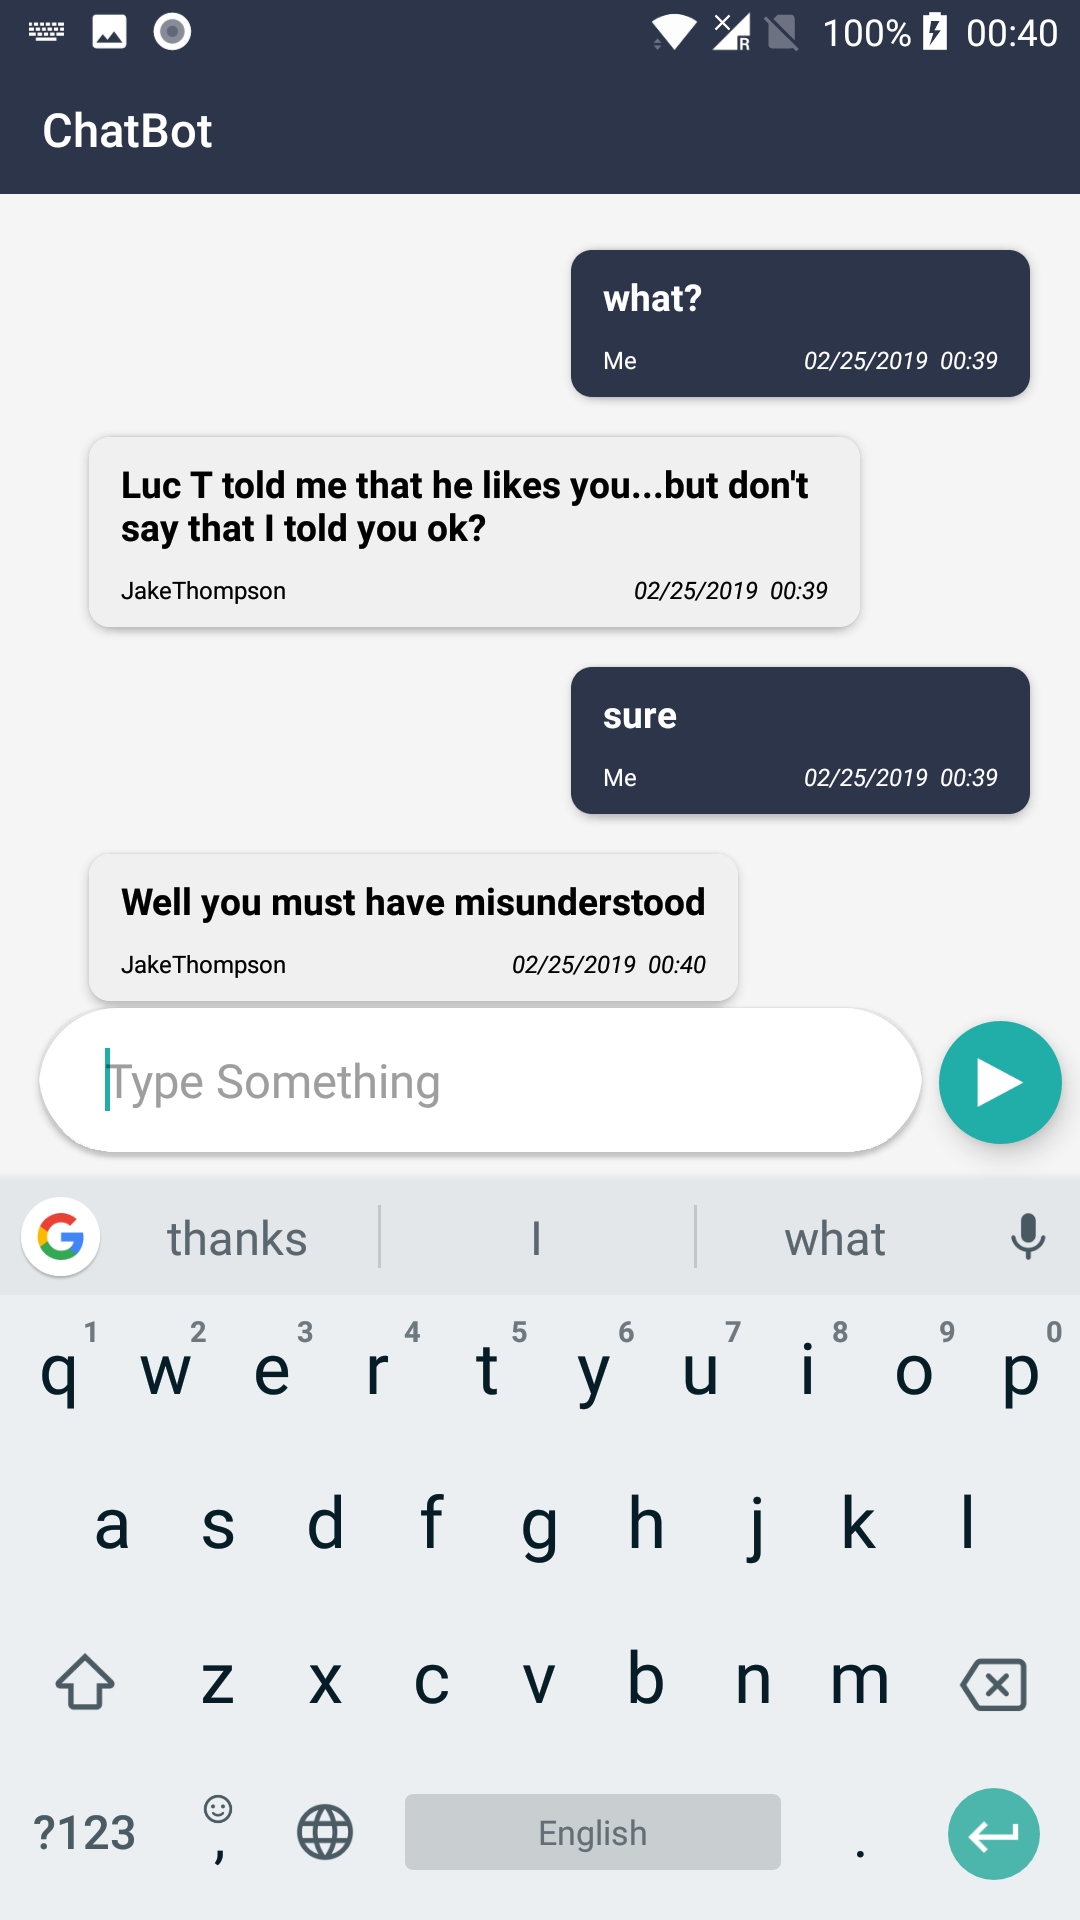 100% 00:40
ChatBot
what?
Me 02/25/2019 00:39
Luc T told me that he likes you...but don't
say that I told you ok?
JakeThompson 02/25/2019 00:39
sure
Me 02/25/2019 00:39
Well you must have misunderstood
JakeThompson 02/25/2019 00:40
Type Something
thanks I what
1 2 3 4 5 6 7 8 9 0
q w e r t y u i o p
a s d f g h j k l
z x c v b n m
?123 , English .